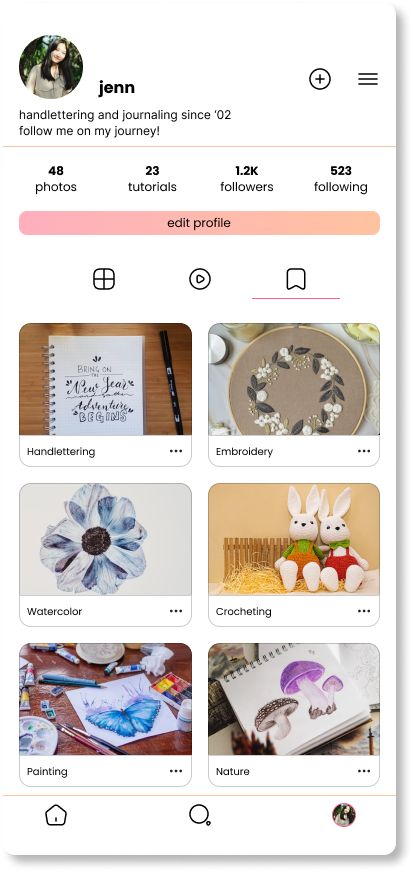 jenn
handlettering and journaling since ‘02
follow me on my journey!
48
photos
23
tutorials
1.2K
followers
523
following
edit profile
BRING ON
THE
New Year
and so the
Adventure
BEGINS
Handlettering
Embroidery
Watercolor
Crocheting
Painting
Nature